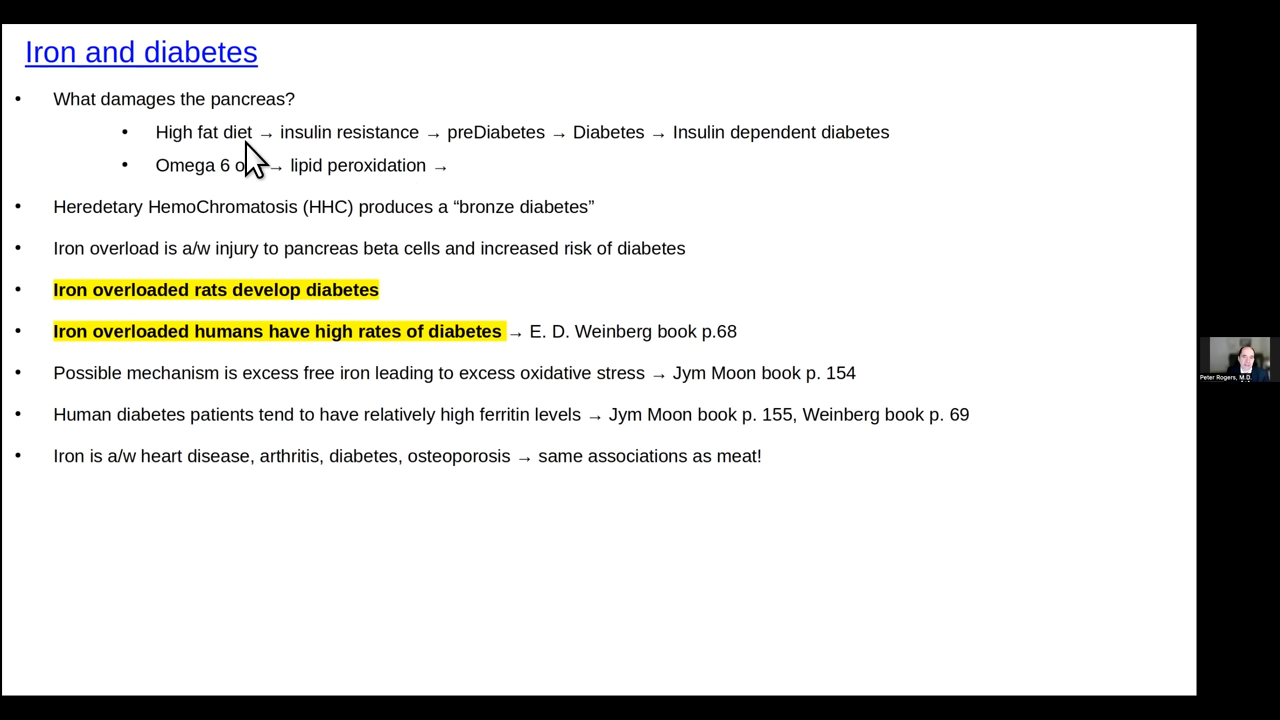 Iron and diabetes
• What damages the pancreas?
• High fat diet → insulin resistance → preDiabetes → Diabetes → Insulin dependent diabetes
• Omega 6 → lipid peroxidation →
• Heredetary HemoChromatosis (HHC) produces a “bronze diabetes”
• Iron overload is a/w injury to pancreas beta cells and increased risk of diabetes
• Iron overloaded rats develop diabetes
• Iron overloaded humans have high rates of diabetes → E. D. Weinberg book p.68
• Possible mechanism is excess free iron leading to excess oxidative stress → Jym Moon book p. 154
• Human diabetes patients tend to have relatively high ferritin levels → Jym Moon book p. 155, Weinberg book p. 69
• Iron is a/w heart disease, arthritis, diabetes, osteoporosis → same associations as meat!
Peter Rogers, M.D.